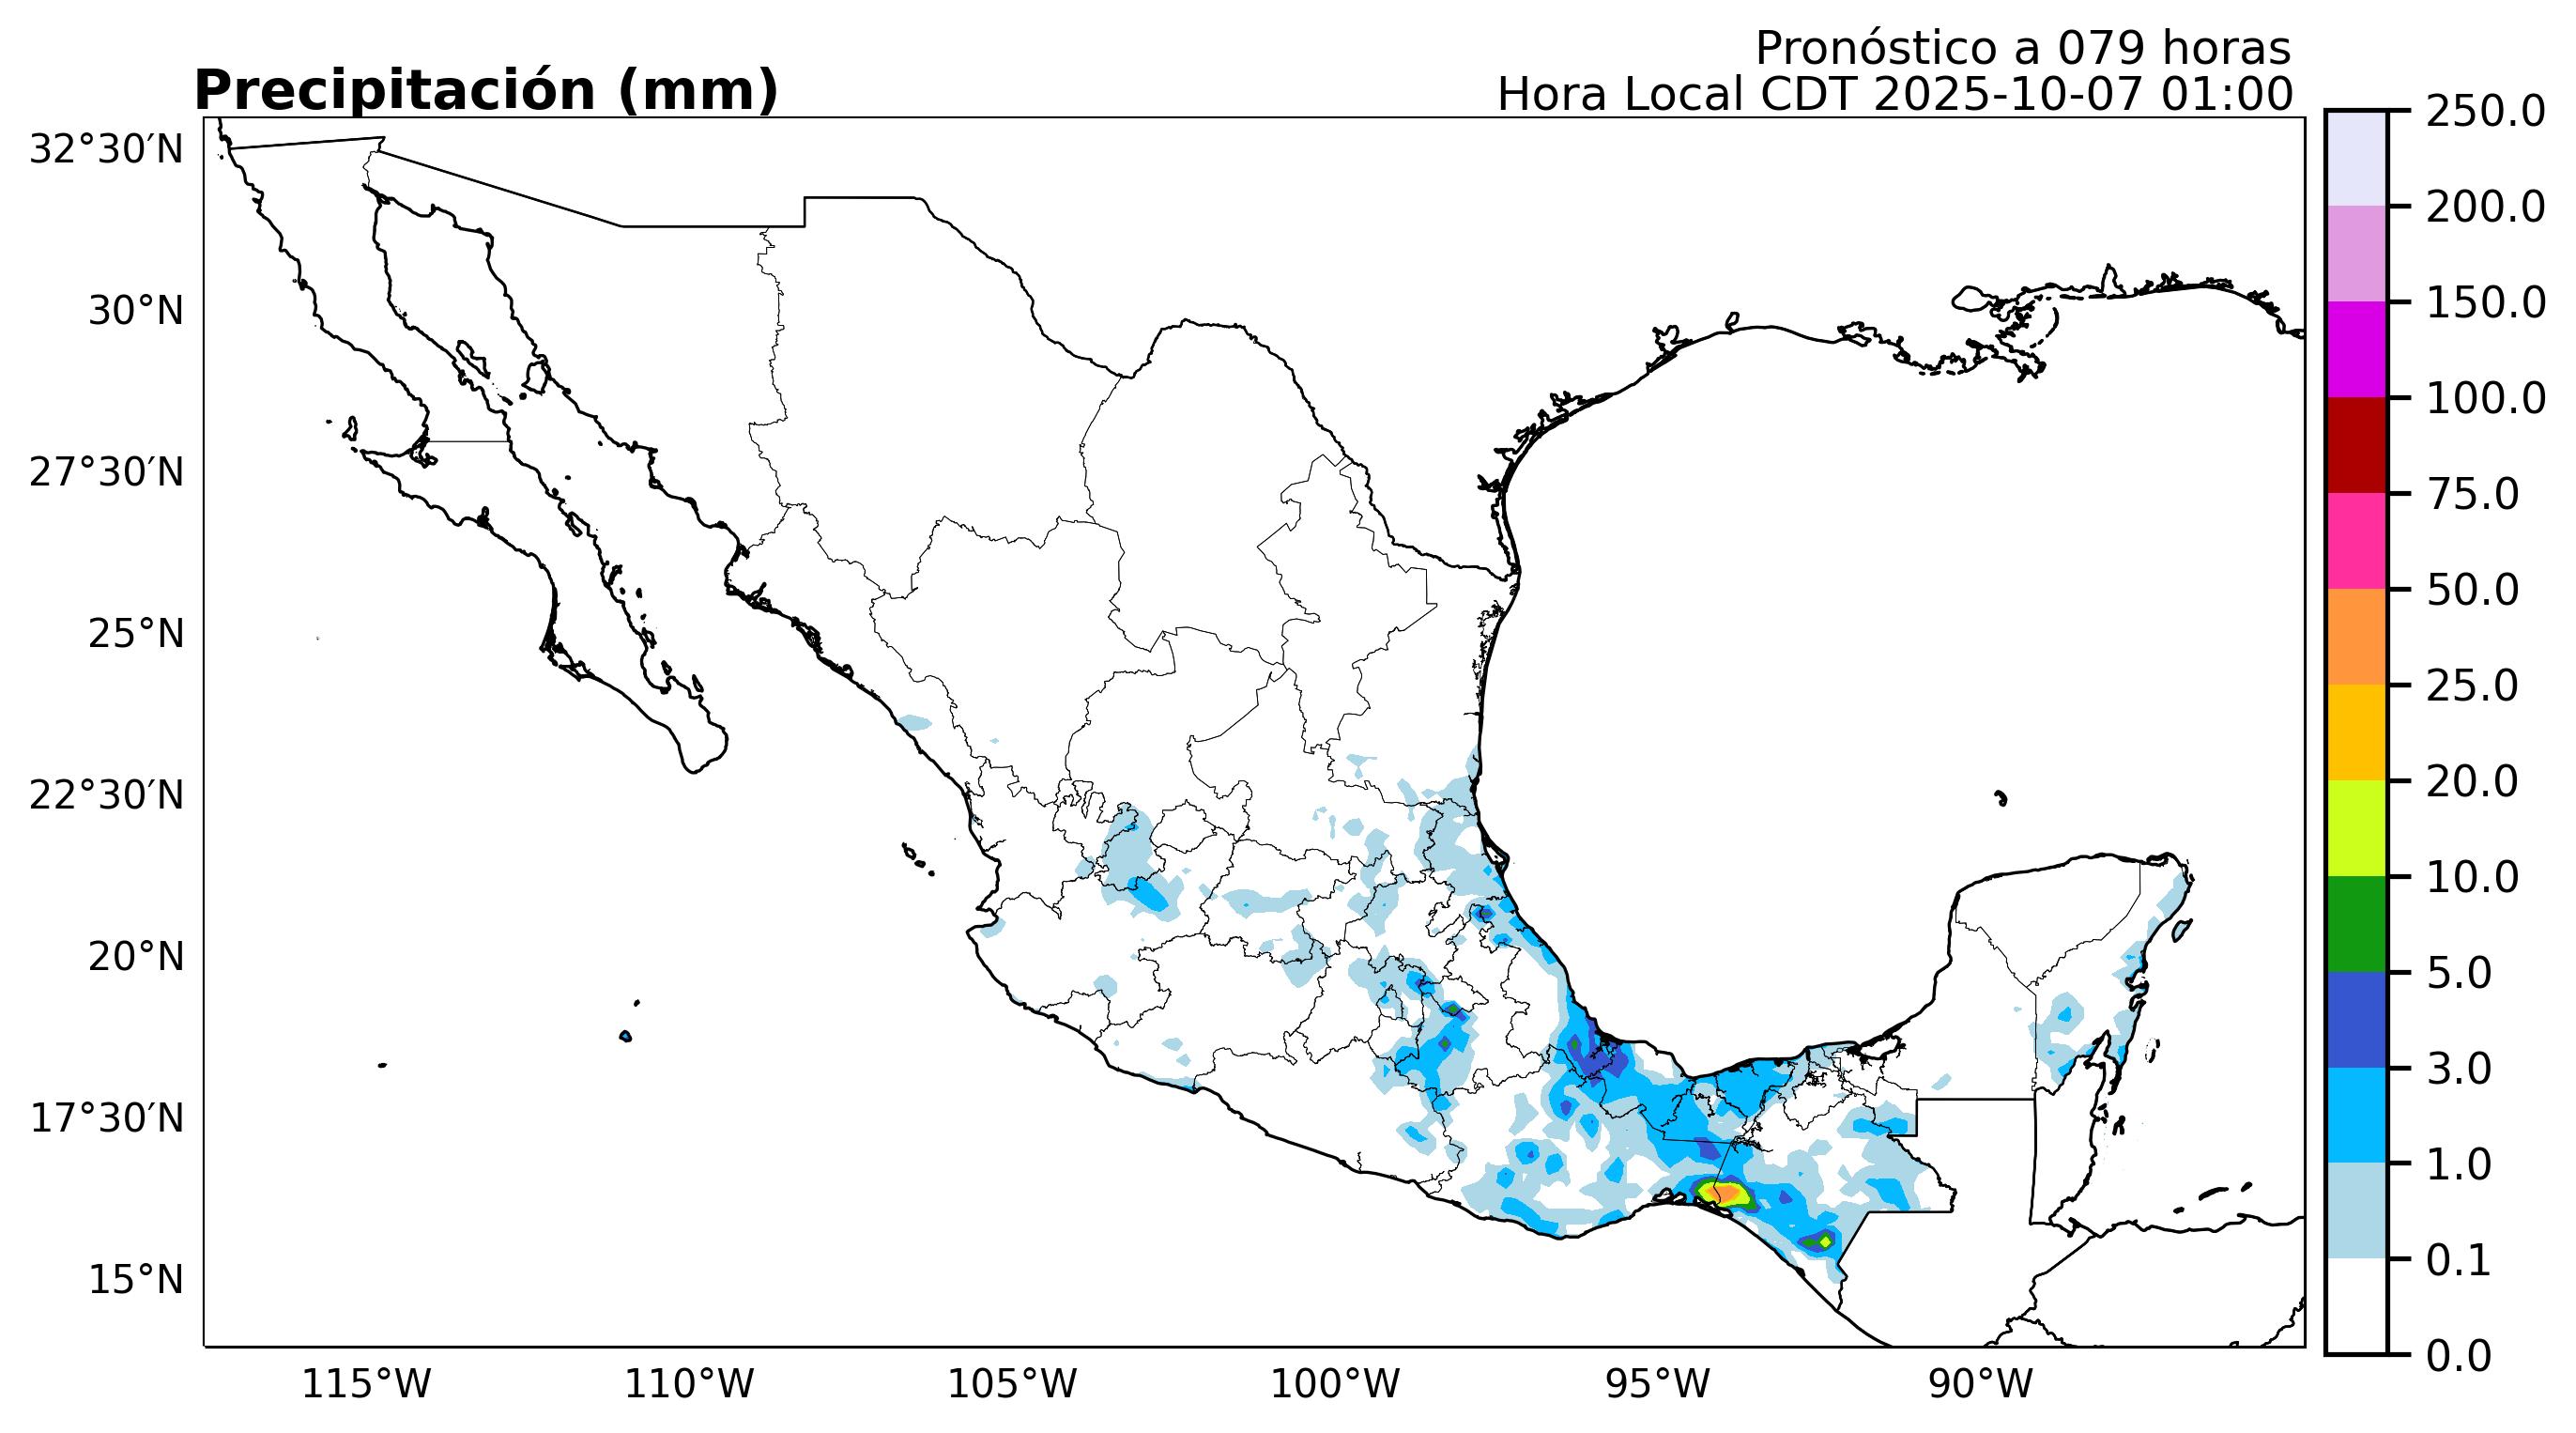 Pronóstico a 079 horas
Precipitación (mm)
Hora Local CDT 2025-10-07 01:00
32°30′N
30°N
27°30′N
25°N
22°30′N
20°N
17°30′N
15°N
115°W
110°W
105°W
100°W
95°W
90°W
250.0
200.0
150.0
100.0
75.0
50.0
25.0
20.0
10.0
5.0
3.0
1.0
0.1
0.0